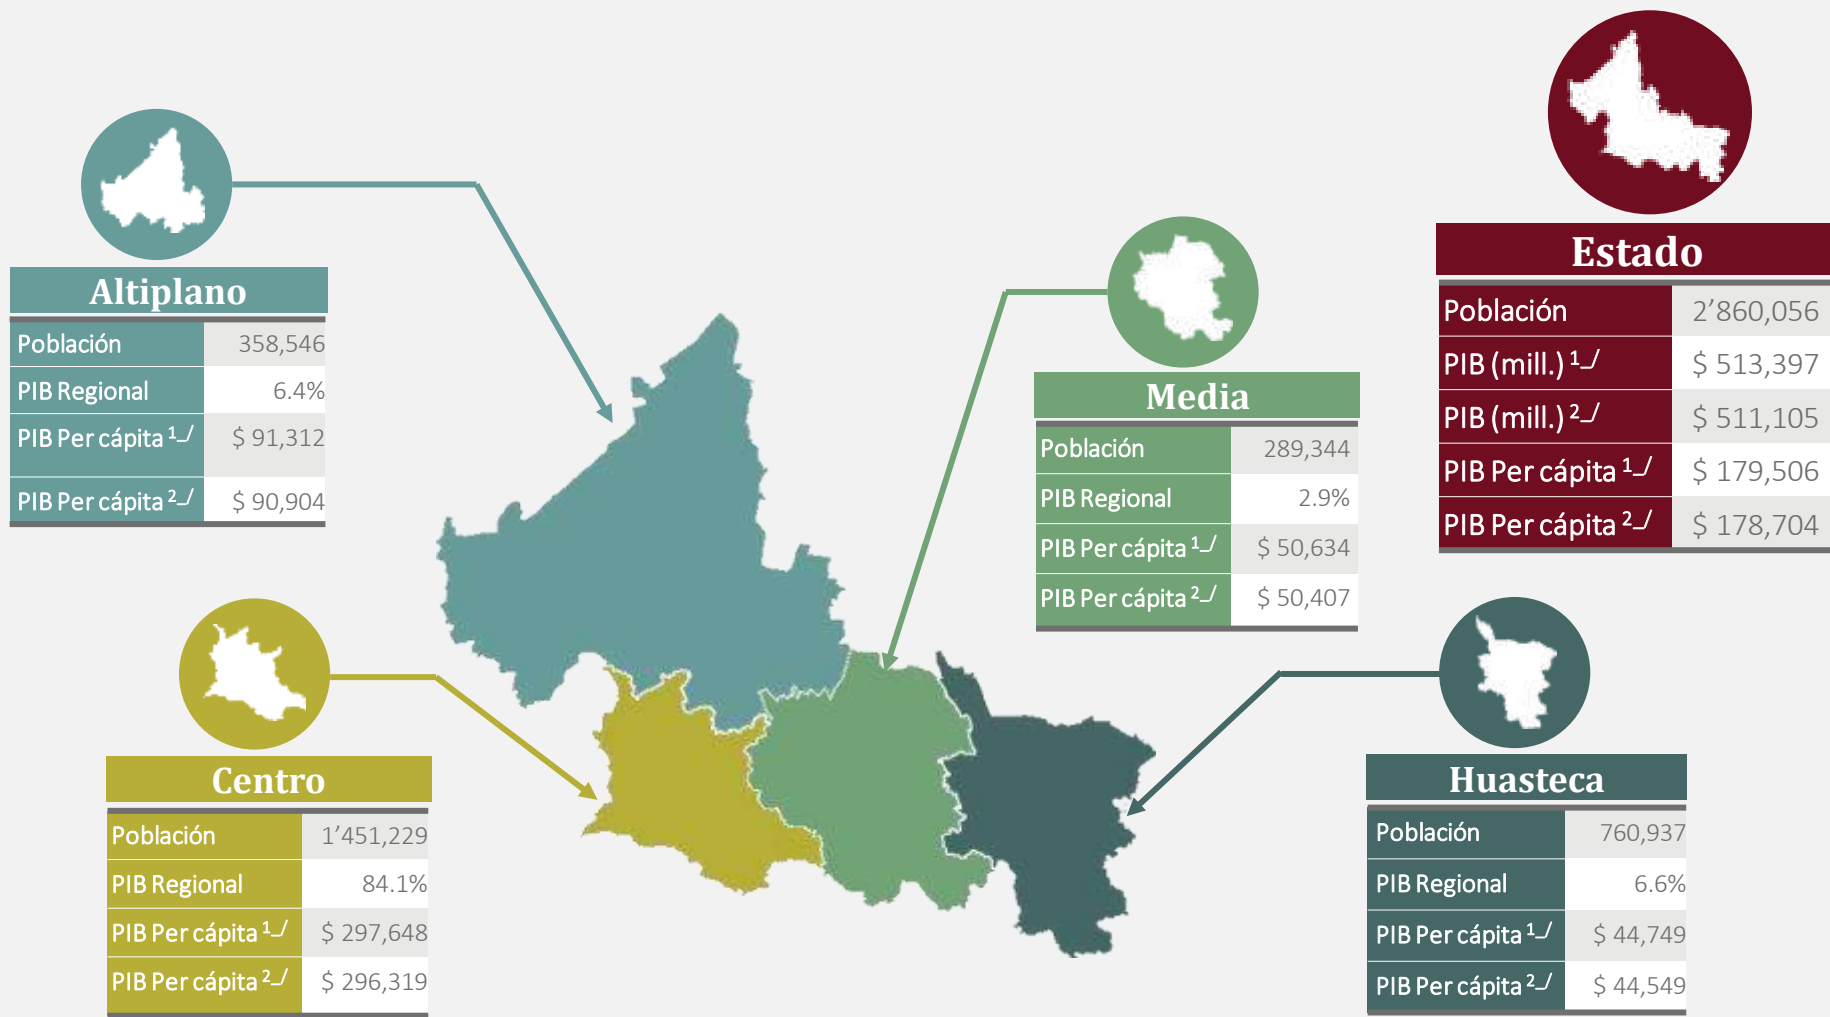 Altiplano
Población 358,546
PIB Regional 6.4%
PIB Per cápita 1_/ $ 91,312
PIB Per cápita 2_/ $ 90,904
Media
Población 289,344
PIB Regional 2.9%
PIB Per cápita 1_/ $ 50,634
PIB Per cápita 2_/ $ 50,407
Estado
Población 2’860,056
PIB (mill.) 1_/ $ 513,397
PIB (mill.) 2_/ $ 511,105
PIB Per cápita 1_/ $ 179,506
PIB Per cápita 2_/ $ 178,704
Centro
Población 1’451,229
PIB Regional 84.1%
PIB Per cápita 1_/ $ 297,648
PIB Per cápita 2_/ $ 296,319
Huasteca
Población 760,937
PIB Regional 6.6%
PIB Per cápita 1_/ $ 44,749
PIB Per cápita 2_/ $ 44,549